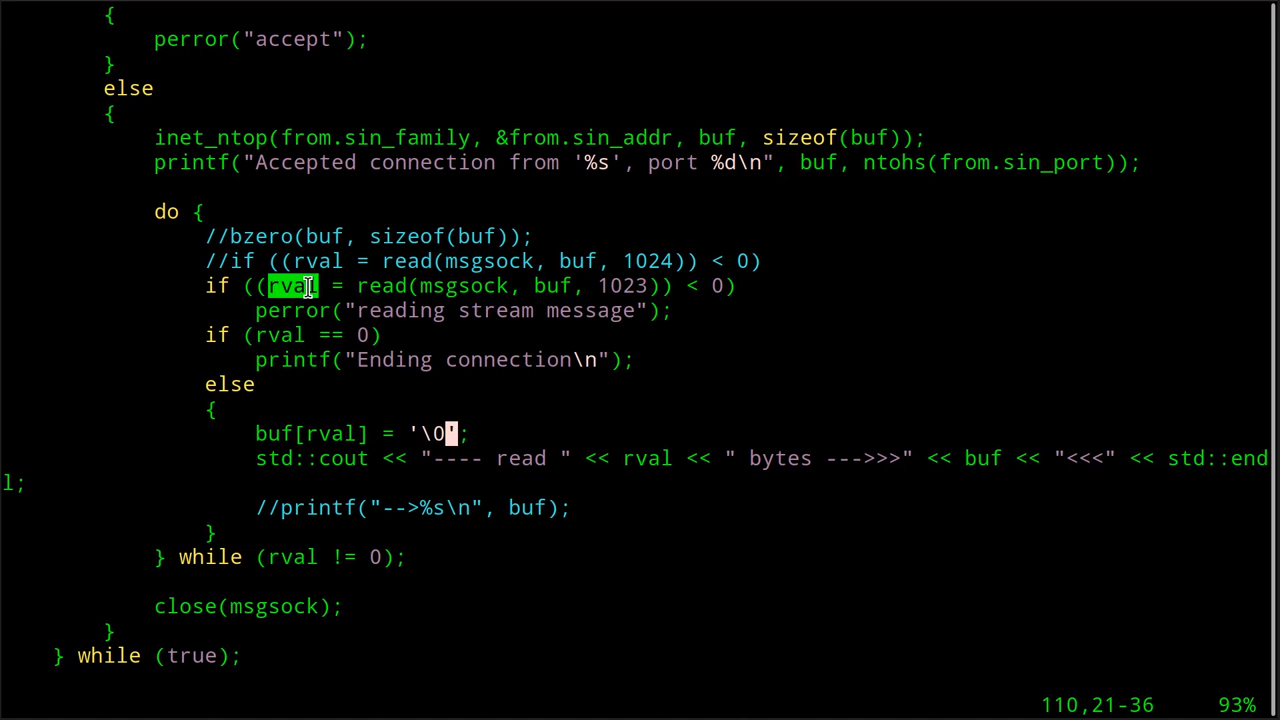 {
perror("accept");
}
else
{
inet_ntop(from.sin_family, &from.sin_addr, buf, sizeof(buf));
printf("Accepted connection from '%s', port %d\n", buf, ntohs(from.sin_port));
do {
//bzero(buf, sizeof(buf));
//if ((rval = read(msgsock, buf, 1024)) < 0)
if ((rval = read(msgsock, buf, 1023)) < 0)
perror("reading stream message");
if (rval == 0)
printf("Ending connection\n");
else
{
buf[rval] = '\0';
std::cout << "---- read " << rval << " bytes --->>>" << buf << "<<<" << std::end
l;
//printf("-->%s\n", buf);
}
} while (rval != 0);
close(msgsock);
}
} while (true);
110,21-36 93%